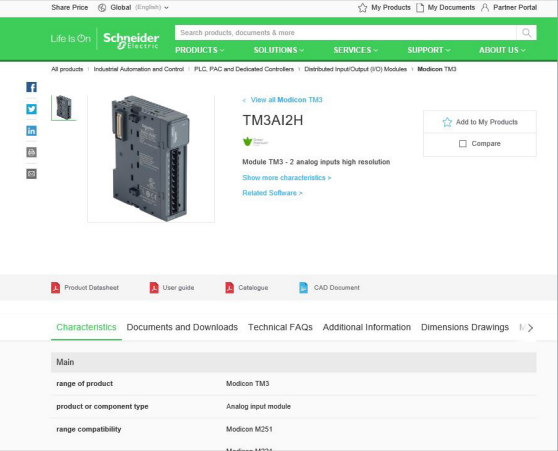 Share Price Global (English) My Products My Documents Partner Portal
Life Is On Schneider Electric
Search products, documents & more
PRODUCTS SOLUTIONS SERVICES SUPPORT ABOUT US
All products Industrial Automation and Control PLC, PAC and Dedicated Controllers Distributed Input/Output (I/O) Modules Modicon TM3
< View all Modicon TM3
TM3AI2H
Add to My Products
Compare
Module TM3 - 2 analog inputs high resolution
Show more characteristics >
Related Software >
Product Datasheet User guide Catalogue CAD Document
Characteristics Documents and Downloads Technical FAQs Additional Information Dimensions Drawings
Main
range of product Modicon TM3
product or component type Analog input module
range compatibility Modicon M251
Modicon M221